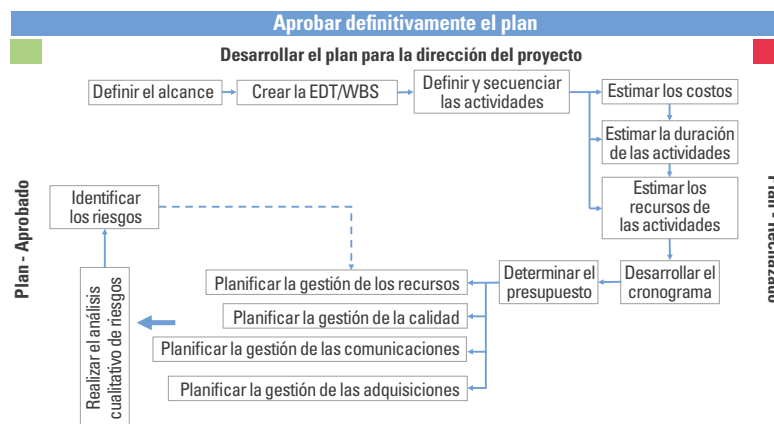 Aprobar definitivamente el plan
Desarrollar el plan para la dirección del proyecto
Definir el alcance
Crear la EDT/WBS
Definir y secuenciar
las actividades
Estimar los costos
Estimar la duración
de las actividades
Estimar los
recursos de
las actividades
Desarrollar el
cronograma
Determinar el
presupuesto
Planificar la gestión de los recursos
Planificar la gestión de la calidad
Planificar la gestión de las comunicaciones
Planificar la gestión de las adquisiciones
Realizar el análisis
cualitativo de riesgos
Identificar
los riesgos
Plan - Aprobado
Plan - Rechazado